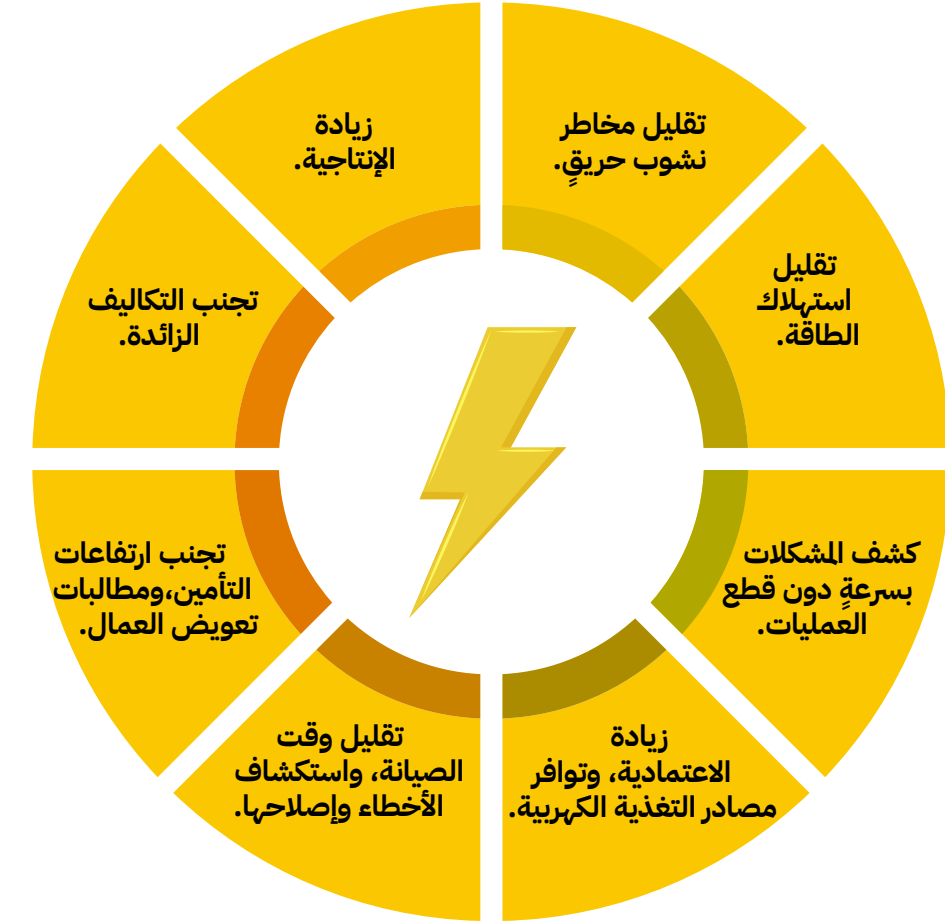 تقليل مخاطر
نشوب حريقٍ.
تقليل
استهلاك
الطاقة.
كشف المشكلات
بسرعةٍ دون قطع
العمليات.
زيادة
الاعتمادية، وتوافر
مصادر التغذية الكهربية.
تقليل وقت
الصيانة، واستكشاف
الأخطاء وإصلاحها.
تجنب ارتفاعات
التأمين،ومطالبات
تعويض العمال.
تجنب التكاليف
الزائدة.
زيادة
الإنتاجية.